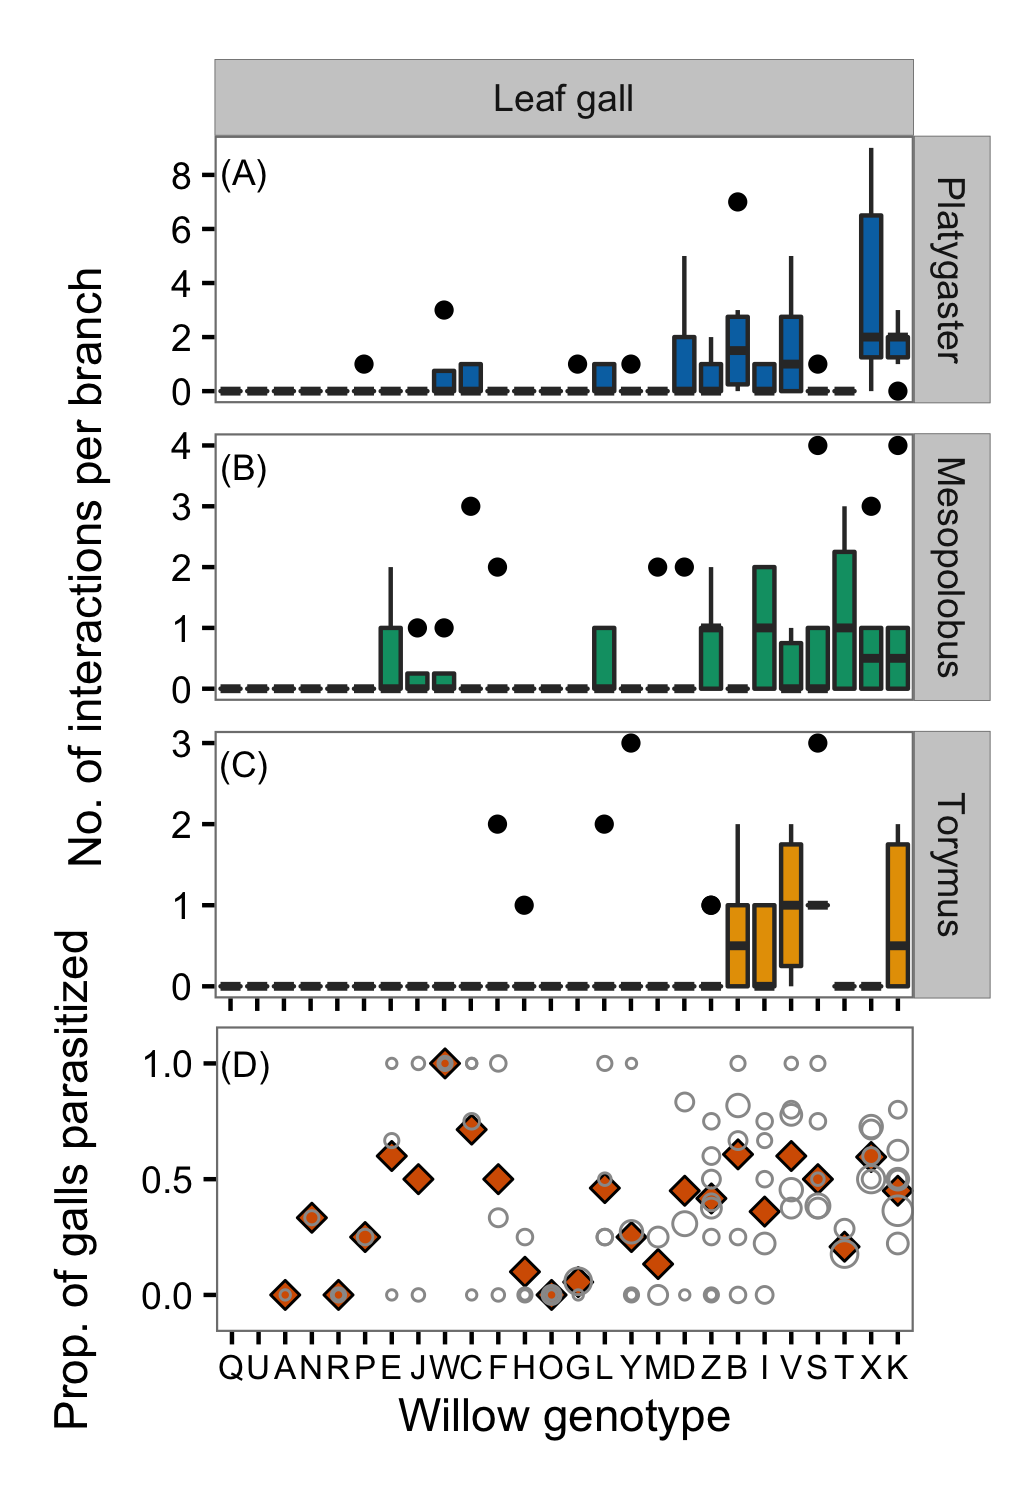 Leaf gall
(A)
8
6
4
2
0
Platygaster
No. of interactions per branch
(B)
4
3
2
1
0
Mesopolobus
(C)
3
2
1
0
Torymus
Prop. of galls parasitized
(D)
1.0
0.5
0.0
Q U A N R P E J W C F H O G L Y M D Z B I V S T X K
Willow genotype